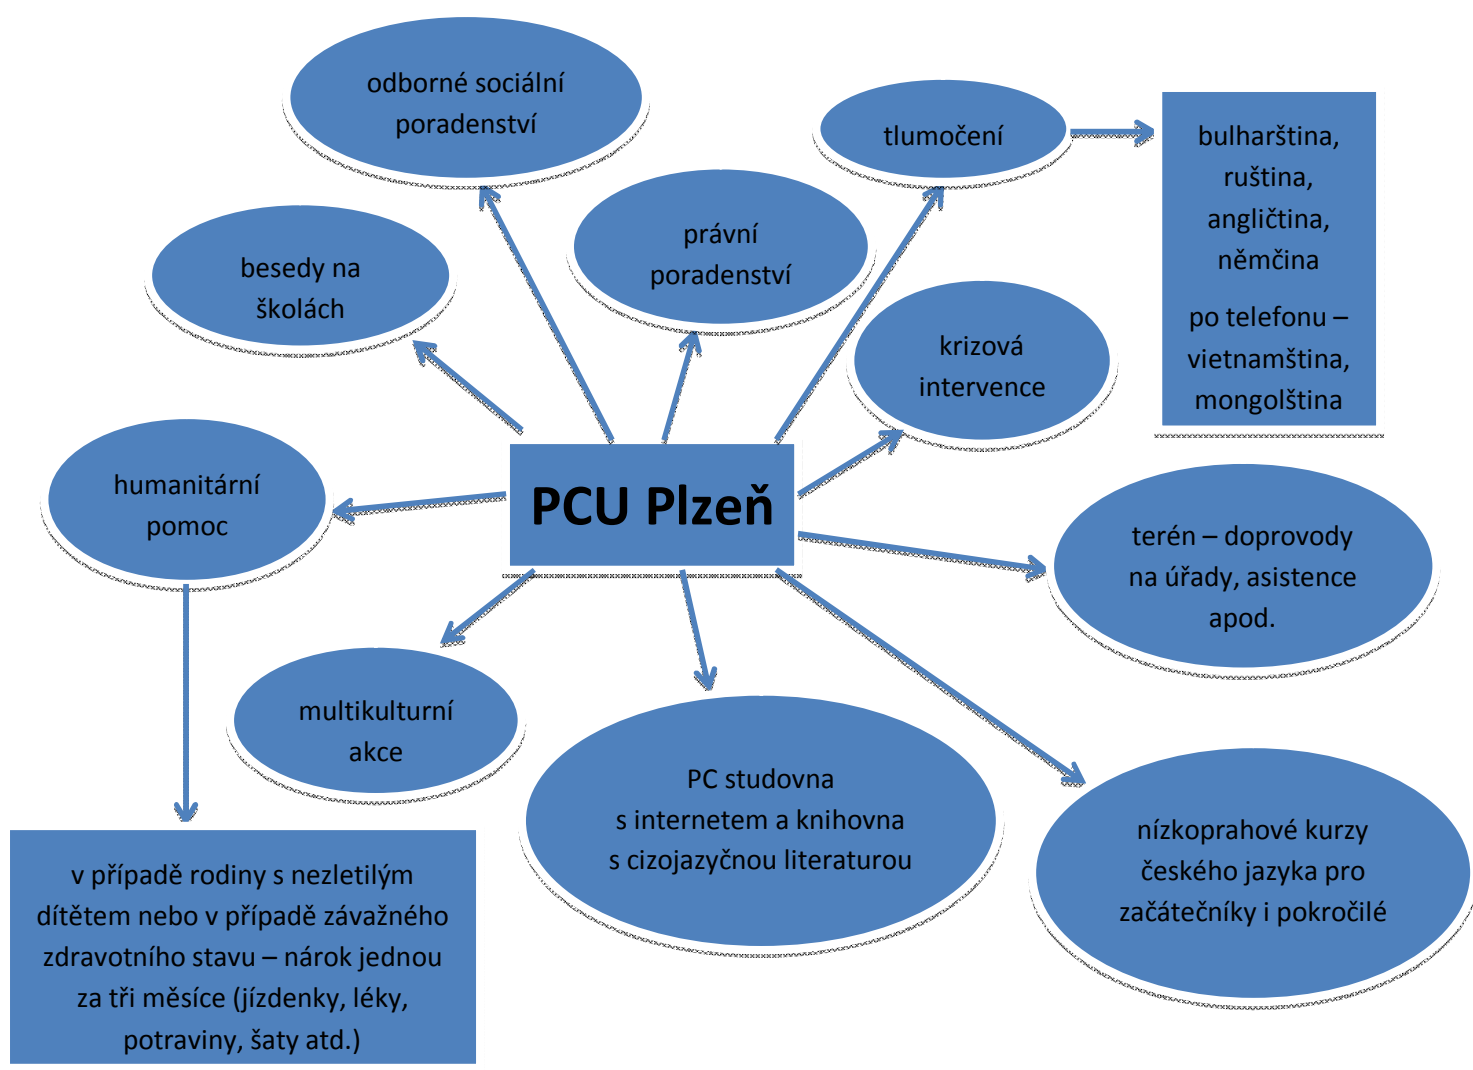 odborné sociální
poradenství
tlumočení
bulharština,
ruština,
angličtina,
němčina
po telefonu –
vietnamština,
mongolština
právní
poradenství
besedy na
školách
krizová
intervence
humanitární
pomoc
PCU Plzeň
terén – doprovody
na úřady, asistence
apod.
multikulturní
akce
PC studovna
s internetem a knihovna
s cizojazyčnou literaturou
nízkoprahové kurzy
českého jazyka pro
začátečníky i pokročilé
v případě rodiny s nezletilým
dítětem nebo v případě závažného
zdravotního stavu – nárok jednou
za tři měsíce (jízdenky, léky,
potraviny, šaty atd.)